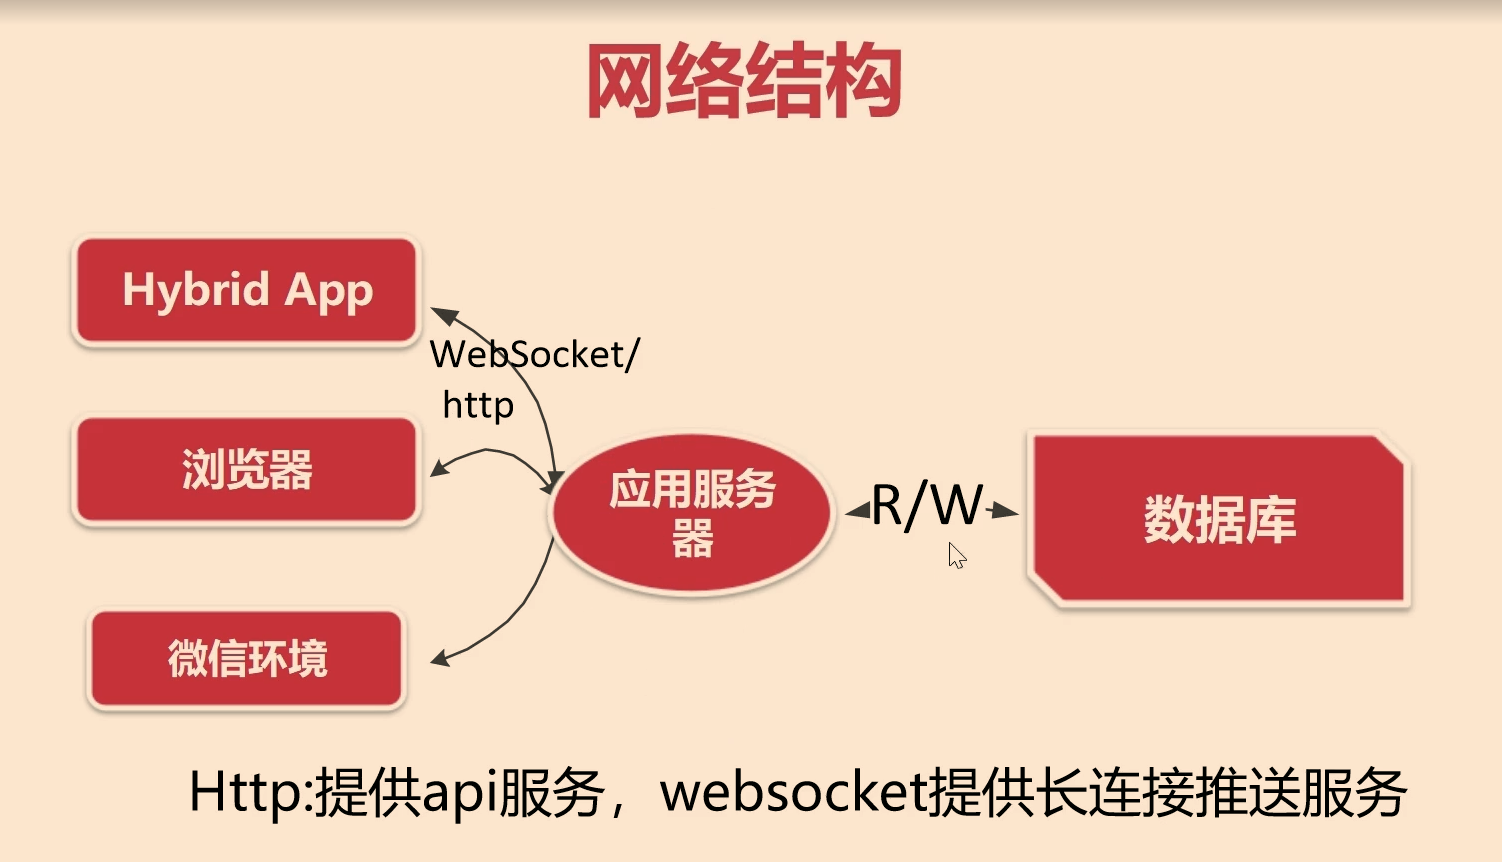 网络结构
Hybrid App
WebSocket/
http
浏览器
应用服务
器
R/W
数据库
微信环境
Http:提供api服务，websocket提供长连接推送服务